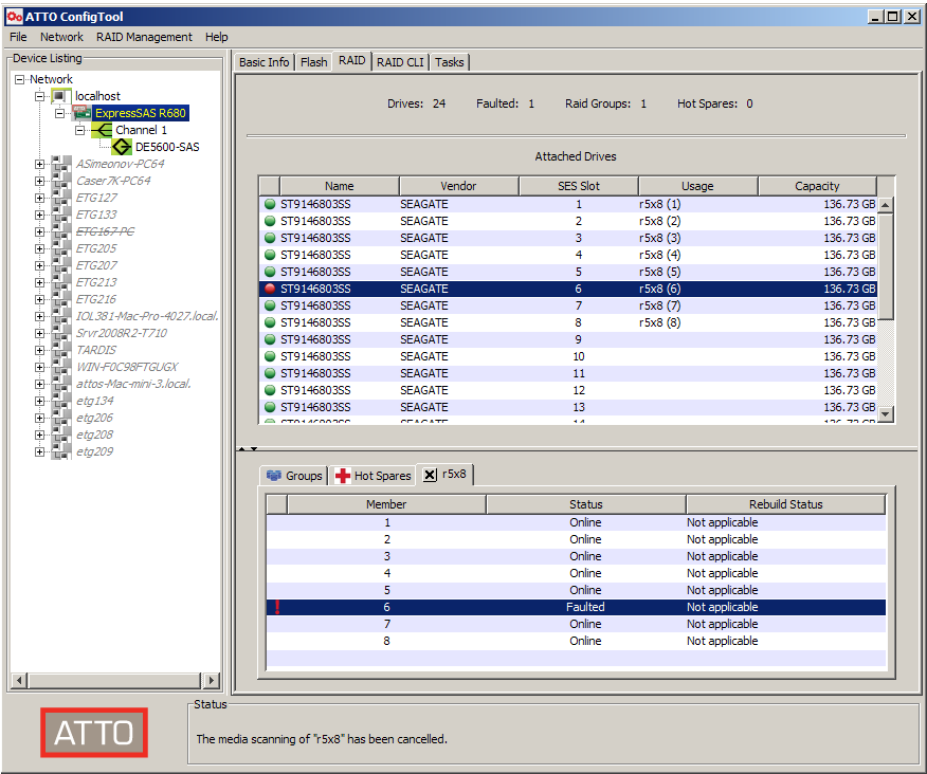 ATTO ConfigTool
File Network RAID Management Help
Device Listing
Network
localhost
ExpressSAS R680
Channel 1
DE5600-SAS
ASimeonov-PC64
Caser7K-PC64
ETG127
ETG133
ETG167-PC
ETG205
ETG207
ETG213
ETG216
IOL381-Mac-Pro-4027.local.
Srvr2008R2-T710
TARDIS
WIN-F0C98FTGUGX
attos-Mac-mini-3.local.
etg134
etg206
etg208
etg209
Basic Info Flash RAID RAID CLI Tasks
Drives: 24 Faulted: 1 Raid Groups: 1 Hot Spares: 0
Attached Drives
Name Vendor SES Slot Usage Capacity
ST9146803SS SEAGATE 1 r5x8 (1) 136.73 GB
ST9146803SS SEAGATE 2 r5x8 (2) 136.73 GB
ST9146803SS SEAGATE 3 r5x8 (3) 136.73 GB
ST9146803SS SEAGATE 4 r5x8 (4) 136.73 GB
ST9146803SS SEAGATE 5 r5x8 (5) 136.73 GB
ST9146803SS SEAGATE 6 r5x8 (6) 136.73 GB
ST9146803SS SEAGATE 7 r5x8 (7) 136.73 GB
ST9146803SS SEAGATE 8 r5x8 (8) 136.73 GB
ST9146803SS SEAGATE 9 136.73 GB
ST9146803SS SEAGATE 10 136.73 GB
ST9146803SS SEAGATE 11 136.73 GB
ST9146803SS SEAGATE 12 136.73 GB
ST9146803SS SEAGATE 13 136.73 GB
Groups Hot Spares r5x8
Member Status Rebuild Status
1 Online Not applicable
2 Online Not applicable
3 Online Not applicable
4 Online Not applicable
5 Online Not applicable
! 6 Faulted Not applicable
7 Online Not applicable
8 Online Not applicable
ATTO
Status
The media scanning of "r5x8" has been cancelled.